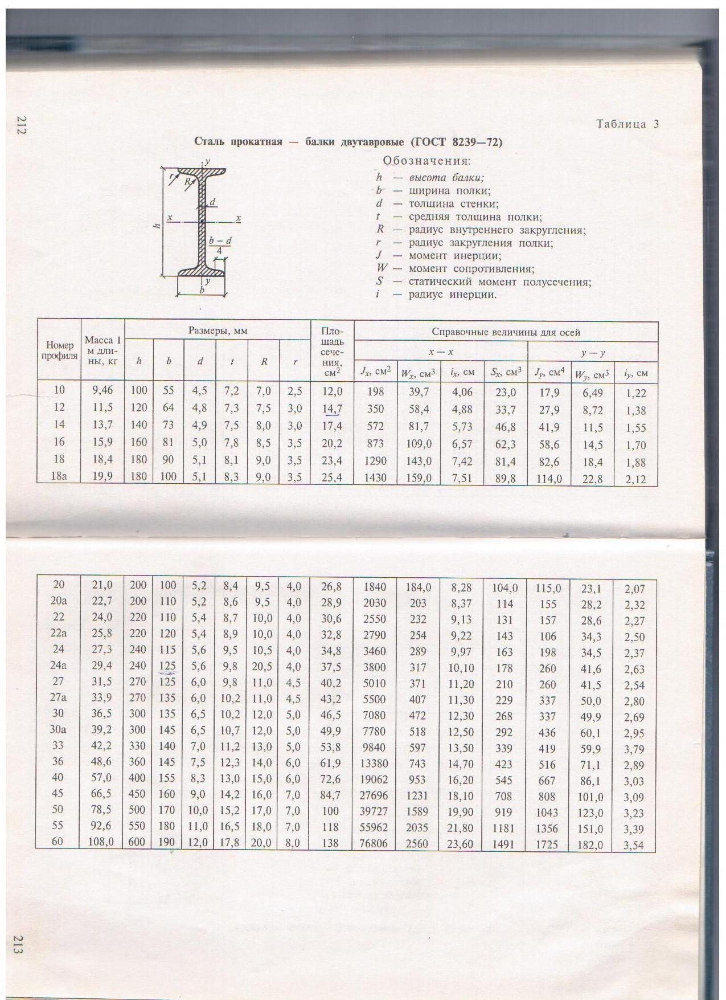 212
Таблица 3
Сталь прокатная — балки двутавровые (ГОСТ 8239—72)
Обозначения:
h — высота балки;
b — ширина полки;
d — толщина стенки;
t — средняя толщина полки;
R — радиус внутреннего закругления;
r — радиус закругления полки;
J — момент инерции;
W — момент сопротивления;
S — статический момент полусечения;
i — радиус инерции.
y
r
R
d
x x
h
b – d
4
y
b
Номер профиля Масса 1 м дли- ны, кг Размеры, мм Пло- щадь сече- ния, см² Справочные величины для осей
x — x y — y
h b d t R r Jx, см² Wx, см³ ix, см Sx, см³ Jy, см⁴ Wy, см³ iy, см
10 9,46 100 55 4,5 7,2 7,0 2,5 12,0 198 39,7 4,06 23,0 17,9 6,49 1,22
12 11,5 120 64 4,8 7,3 7,5 3,0 14,7 350 58,4 4,88 33,7 27,9 8,72 1,38
14 13,7 140 73 4,9 7,5 8,0 3,0 17,4 572 81,7 5,73 46,8 41,9 11,5 1,55
16 15,9 160 81 5,0 7,8 8,5 3,5 20,2 873 109,0 6,57 62,3 58,6 14,5 1,70
18 18,4 180 90 5,1 8,1 9,0 3,5 23,4 1290 143,0 7,42 81,4 82,6 18,4 1,88
18а 19,9 180 100 5,1 8,3 9,0 3,5 25,4 1430 159,0 7,51 89,8 114,0 22,8 2,12
20 21,0 200 100 5,2 8,4 9,5 4,0 26,8 1840 184,0 8,28 104,0 115,0 23,1 2,07
20а 22,7 200 110 5,2 8,6 9,5 4,0 28,9 2030 203 8,37 114 155 28,2 2,32
22 24,0 220 110 5,4 8,7 10,0 4,0 30,6 2550 232 9,13 131 157 28,6 2,27
22а 25,8 220 120 5,4 8,9 10,0 4,0 32,8 2790 254 9,22 143 106 34,3 2,50
24 27,3 240 115 5,6 9,5 10,5 4,0 34,8 3460 289 9,97 163 198 34,5 2,37
24а 29,4 240 125 5,6 9,8 20,5 4,0 37,5 3800 317 10,10 178 260 41,6 2,63
27 31,5 270 125 6,0 9,8 11,0 4,5 40,2 5010 371 11,20 210 260 41,5 2,54
27а 33,9 270 135 6,0 10,2 11,0 4,5 43,2 5500 407 11,30 229 337 50,0 2,80
30 36,5 300 135 6,5 10,2 12,0 5,0 46,5 7080 472 12,30 268 337 49,9 2,69
30а 39,2 300 145 6,5 10,7 12,0 5,0 49,9 7780 518 12,50 292 436 60,1 2,95
33 42,2 330 140 7,0 11,2 13,0 5,0 53,8 9840 597 13,50 339 419 59,9 3,79
36 48,6 360 145 7,5 12,3 14,0 6,0 61,9 13380 743 14,70 423 516 71,1 2,89
40 57,0 400 155 8,3 13,0 15,0 6,0 72,6 19062 953 16,20 545 667 86,1 3,03
45 66,5 450 160 9,0 14,2 16,0 7,0 84,7 27696 1231 18,10 708 808 101,0 3,09
50 78,5 500 170 10,0 15,2 17,0 7,0 100 39727 1589 19,90 919 1043 123,0 3,23
55 92,6 550 180 11,0 16,5 18,0 7,0 118 55962 2035 21,80 1181 1356 151,0 3,39
60 108,0 600 190 12,0 17,8 20,0 8,0 138 76806 2560 23,60 1491 1725 182,0 3,54
213